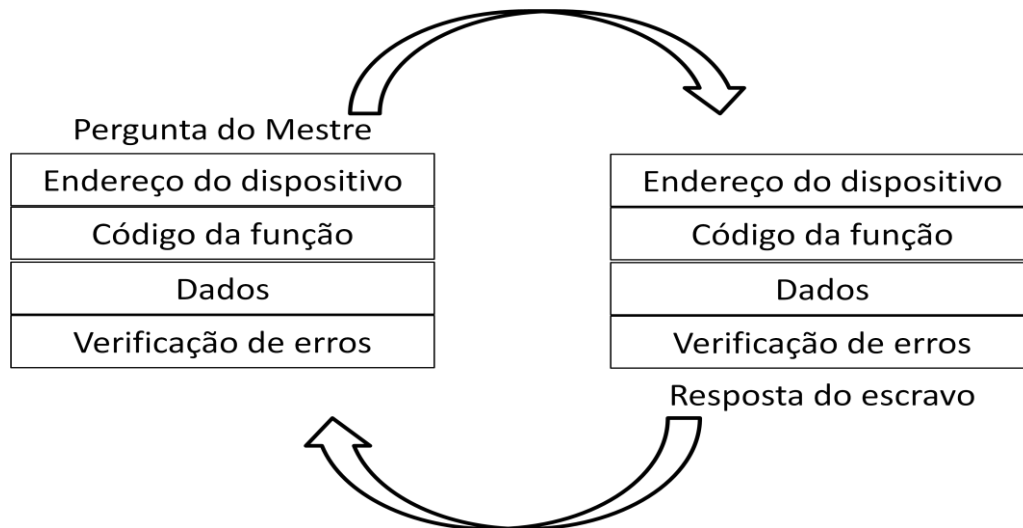 Pergunta do Mestre
Endereço do dispositivo
Código da função
Dados
Verificação de erros
Endereço do dispositivo
Código da função
Dados
Verificação de erros
Resposta do escravo